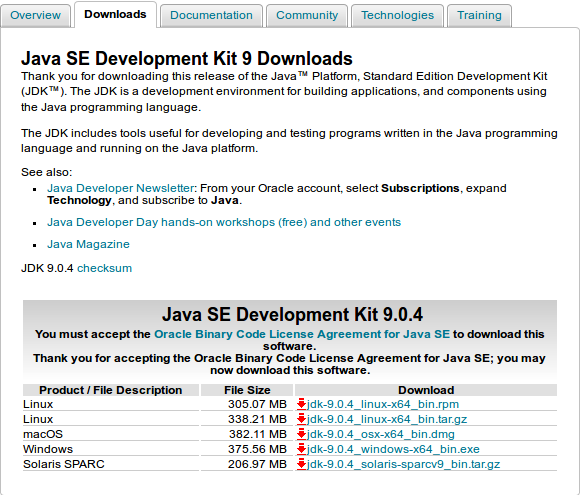 Overview Downloads Documentation Community Technologies Training
Java SE Development Kit 9 Downloads
Thank you for downloading this release of the Java™ Platform, Standard Edition Development Kit
(JDK™). The JDK is a development environment for building applications, and components using
the Java programming language.
The JDK includes tools useful for developing and testing programs written in the Java programming
language and running on the Java platform.
See also:
Java Developer Newsletter: From your Oracle account, select Subscriptions, expand
Technology, and subscribe to Java.
Java Developer Day hands-on workshops (free) and other events
Java Magazine
JDK 9.0.4 checksum
Java SE Development Kit 9.0.4
You must accept the Oracle Binary Code License Agreement for Java SE to download this
software.
Thank you for accepting the Oracle Binary Code License Agreement for Java SE; you may
now download this software.
Product / File Description File Size Download
Linux 305.07 MB jdk-9.0.4_linux-x64_bin.rpm
Linux 338.21 MB jdk-9.0.4_linux-x64_bin.tar.gz
macOS 382.11 MB jdk-9.0.4_osx-x64_bin.dmg
Windows 375.56 MB jdk-9.0.4_windows-x64_bin.exe
Solaris SPARC 206.97 MB jdk-9.0.4_solaris-sparcv9_bin.tar.gz